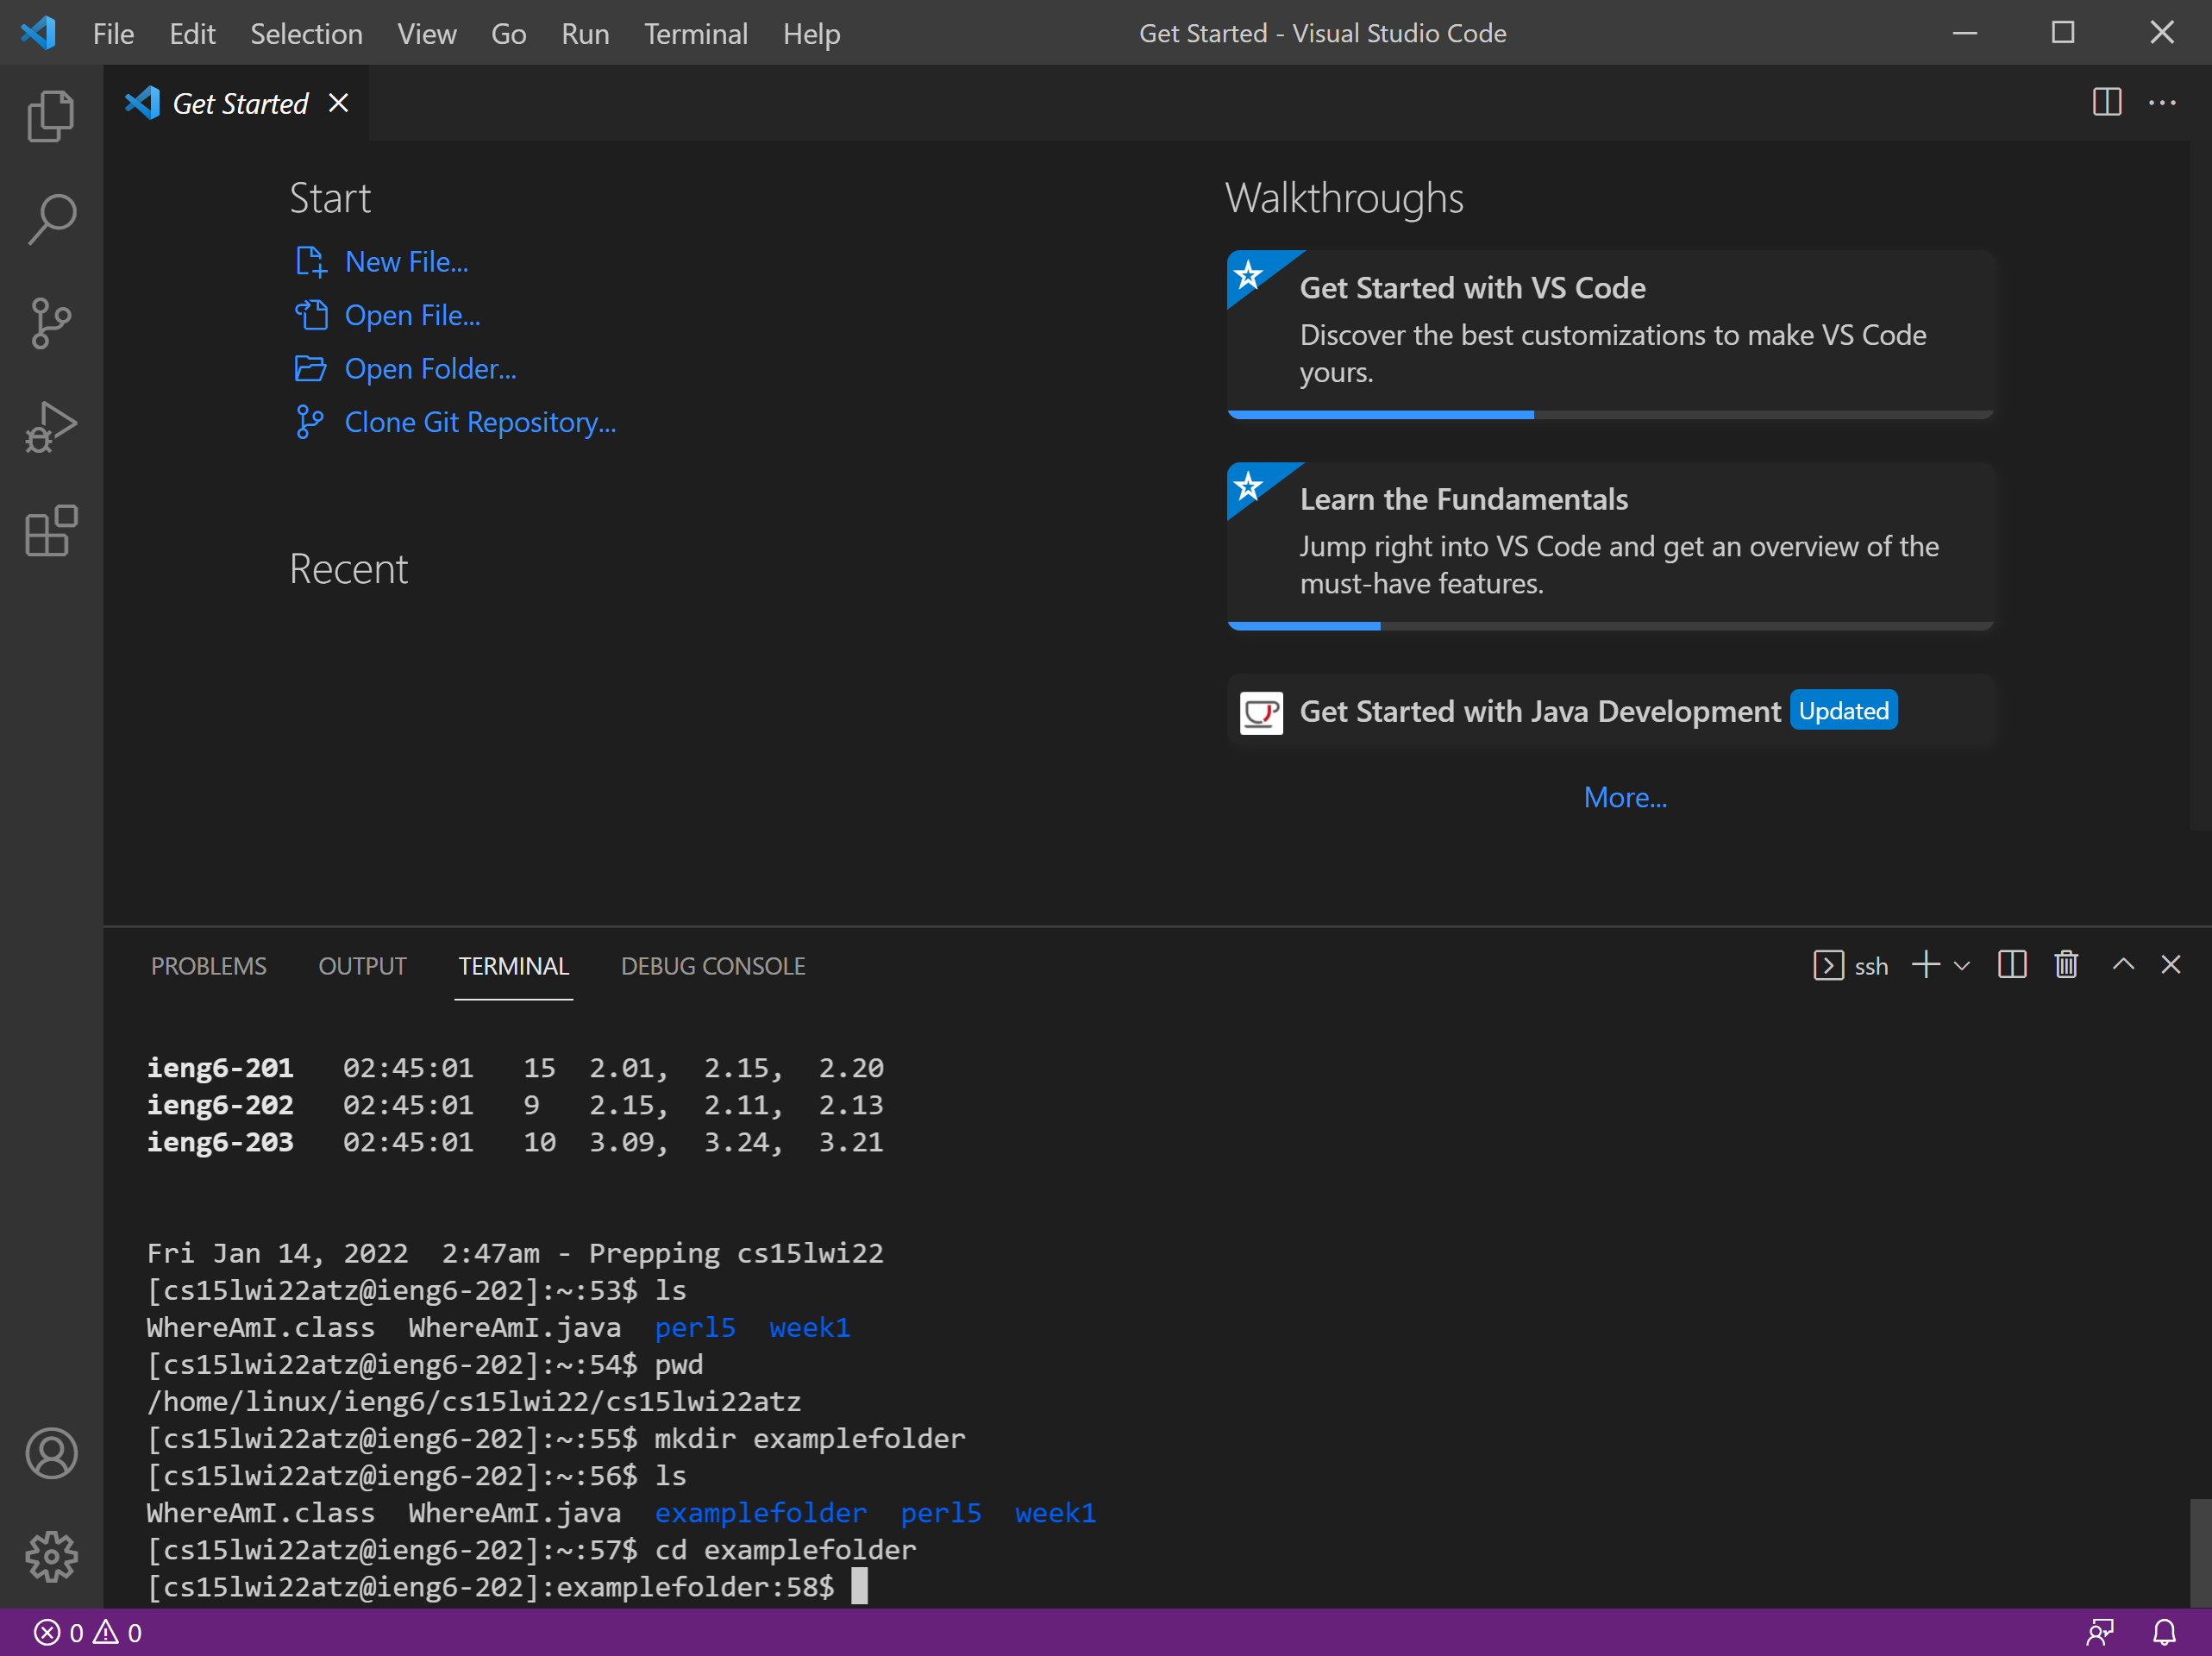 File Edit Selection View Go Run Terminal Help Get Started - Visual Studio Code
Get Started
Start
New File...
Open File...
Open Folder...
Clone Git Repository...
Recent
Walkthroughs
Get Started with VS Code
Discover the best customizations to make VS Code
yours.
Learn the Fundamentals
Jump right into VS Code and get an overview of the
must-have features.
Get Started with Java Development Updated
More...
PROBLEMS OUTPUT TERMINAL DEBUG CONSOLE ssh
ieng6-201 02:45:01 15 2.01, 2.15, 2.20
ieng6-202 02:45:01 9 2.15, 2.11, 2.13
ieng6-203 02:45:01 10 3.09, 3.24, 3.21
Fri Jan 14, 2022 2:47am - Prepping cs15lwi22
[cs15lwi22atz@ieng6-202]:~:53$ ls
WhereAmI.class WhereAmI.java perl5 week1
[cs15lwi22atz@ieng6-202]:~:54$ pwd
/home/linux/ieng6/cs15lwi22/cs15lwi22atz
[cs15lwi22atz@ieng6-202]:~:55$ mkdir examplefolder
[cs15lwi22atz@ieng6-202]:~:56$ ls
WhereAmI.class WhereAmI.java examplefolder perl5 week1
[cs15lwi22atz@ieng6-202]:~:57$ cd examplefolder
[cs15lwi22atz@ieng6-202]:examplefolder:58$
0 0